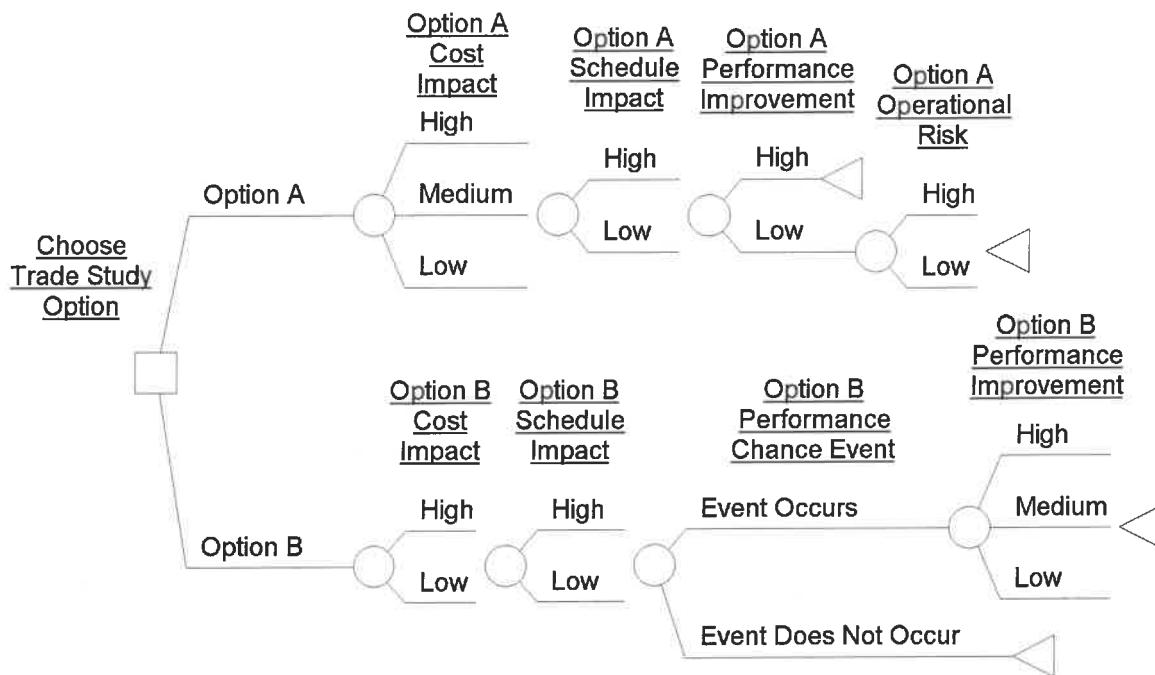 Option A
Cost
Impact
Option A
Schedule
Impact
Option A
Performance
Improvement
Option A
Operational
Risk
High
High
High
High
Option A
Medium
Low
Low
Low
Low
Choose
Trade Study
Option
Option B
Performance
Improvement
Option B
Cost
Impact
Option B
Schedule
Impact
Option B
Performance
Chance Event
High
High
High
Event Occurs
Medium
Option B
Low
Low
Low
Event Does Not Occur